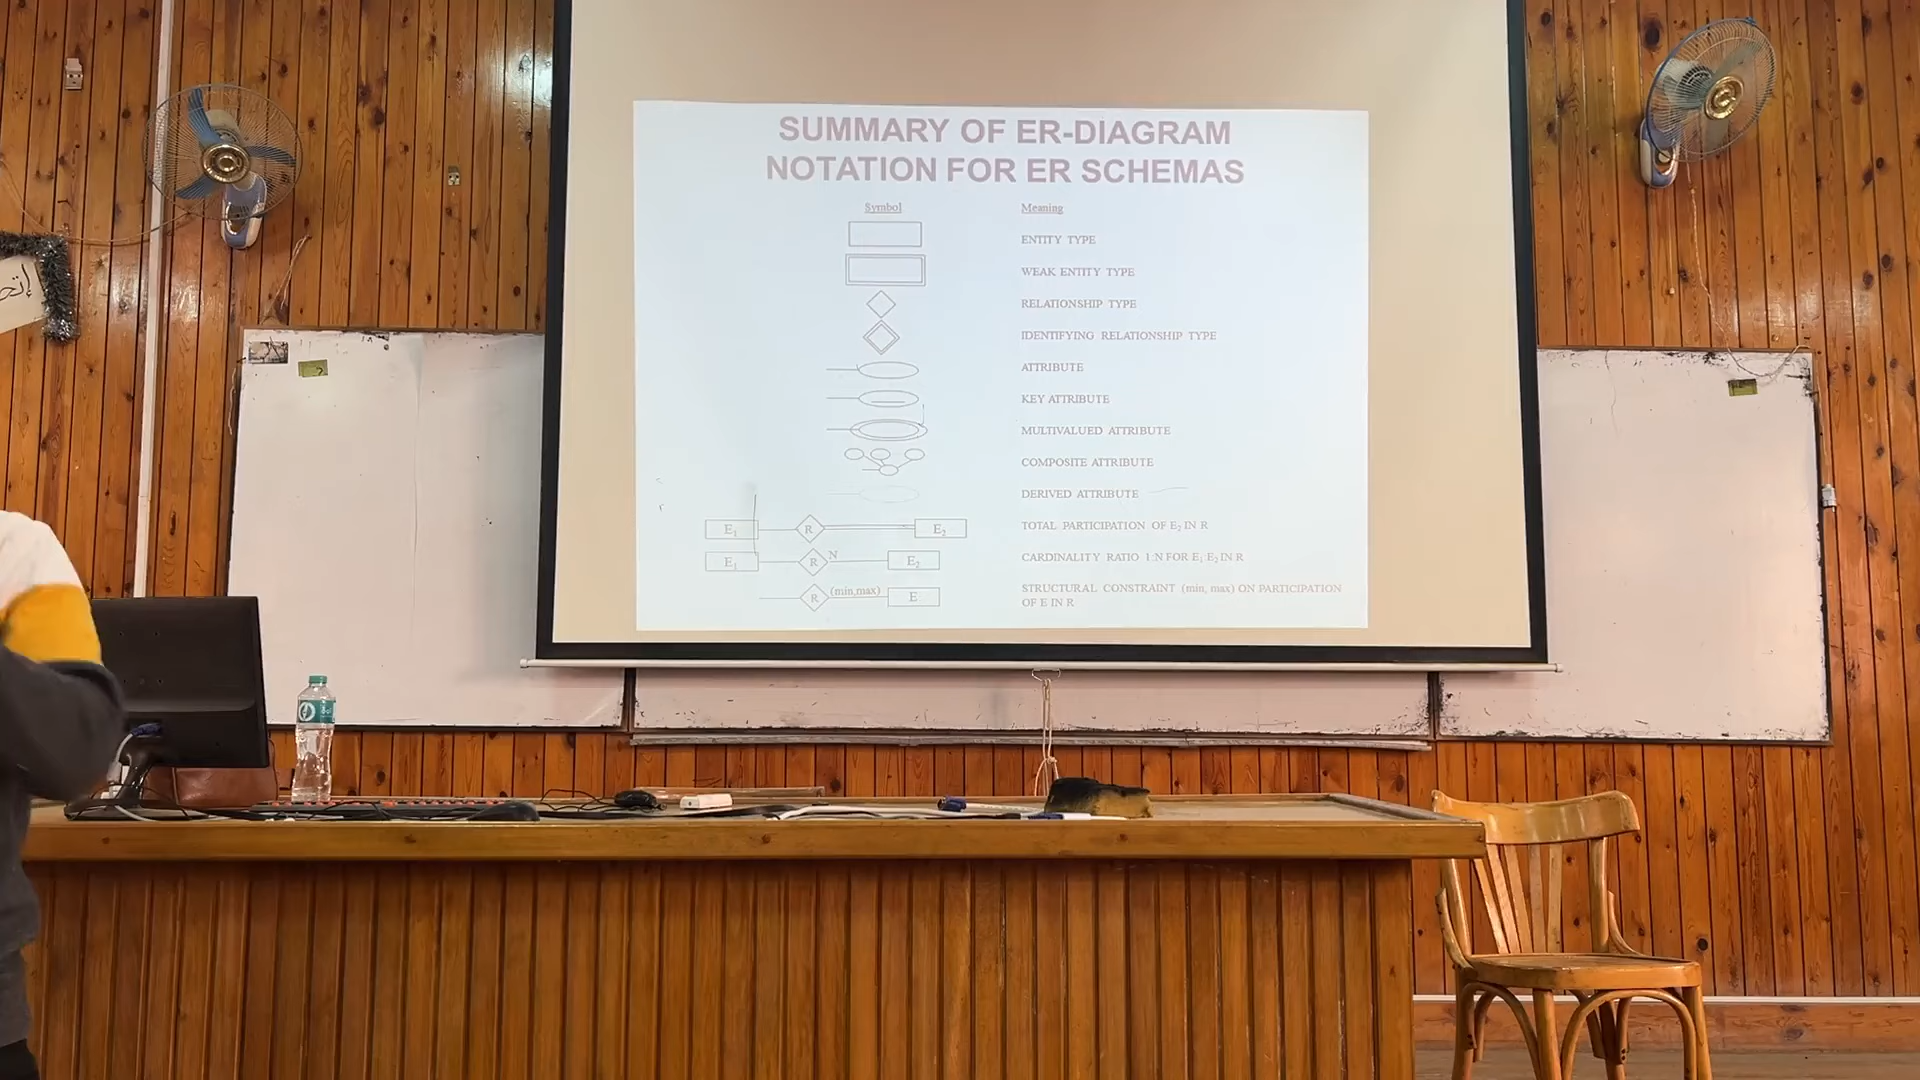 SUMMARY OF ER-DIAGRAM
NOTATION FOR ER SCHEMAS
Symbol Meaning
ENTITY TYPE
WEAK ENTITY TYPE
RELATIONSHIP TYPE
IDENTIFYING RELATIONSHIP TYPE
ATTRIBUTE
KEY ATTRIBUTE
MULTIVALUED ATTRIBUTE
COMPOSITE ATTRIBUTE
DERIVED ATTRIBUTE
E₁ R E₂ TOTAL PARTICIPATION OF E₂ IN R
E₁ R N E₂ CARDINALITY RATIO 1:N FOR E₁:E₂ IN R
R (min,max) E STRUCTURAL CONSTRAINT (min, max) ON PARTICIPATION
OF E IN R